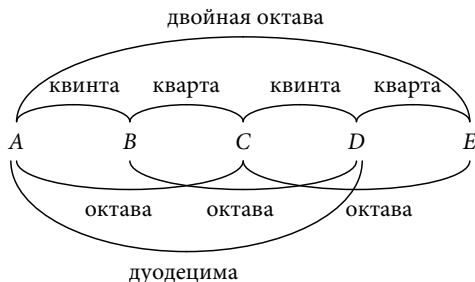 двойная октава
квинта кварта квинта кварта
A B C D E
октава октава октава
дуодецима